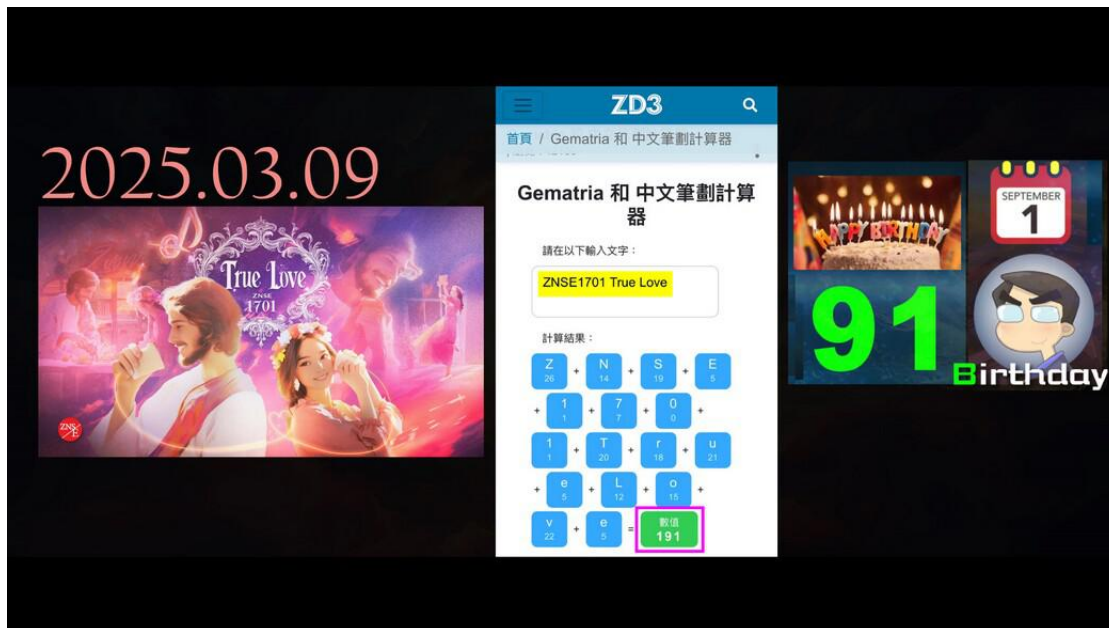 2025.03.09
True Love
ZNSE
1701
ZNSE
ZD3
首頁 / Gematria 和 中文筆劃計算器
Gematria 和 中文筆劃計算
器
請在以下輸入文字：
ZNSE1701 True Love
計算結果：
Z + N + S + E
26 14 19 5
+ 1 + 7 + 0 +
1 7 0
1 + T + r + u
1 20 18 21
+ e + L + o +
5 12 15
v + e = 數值
22 5 191
HAPPY BIRTHDAY
SEPTEMBER
1
91
Birthday